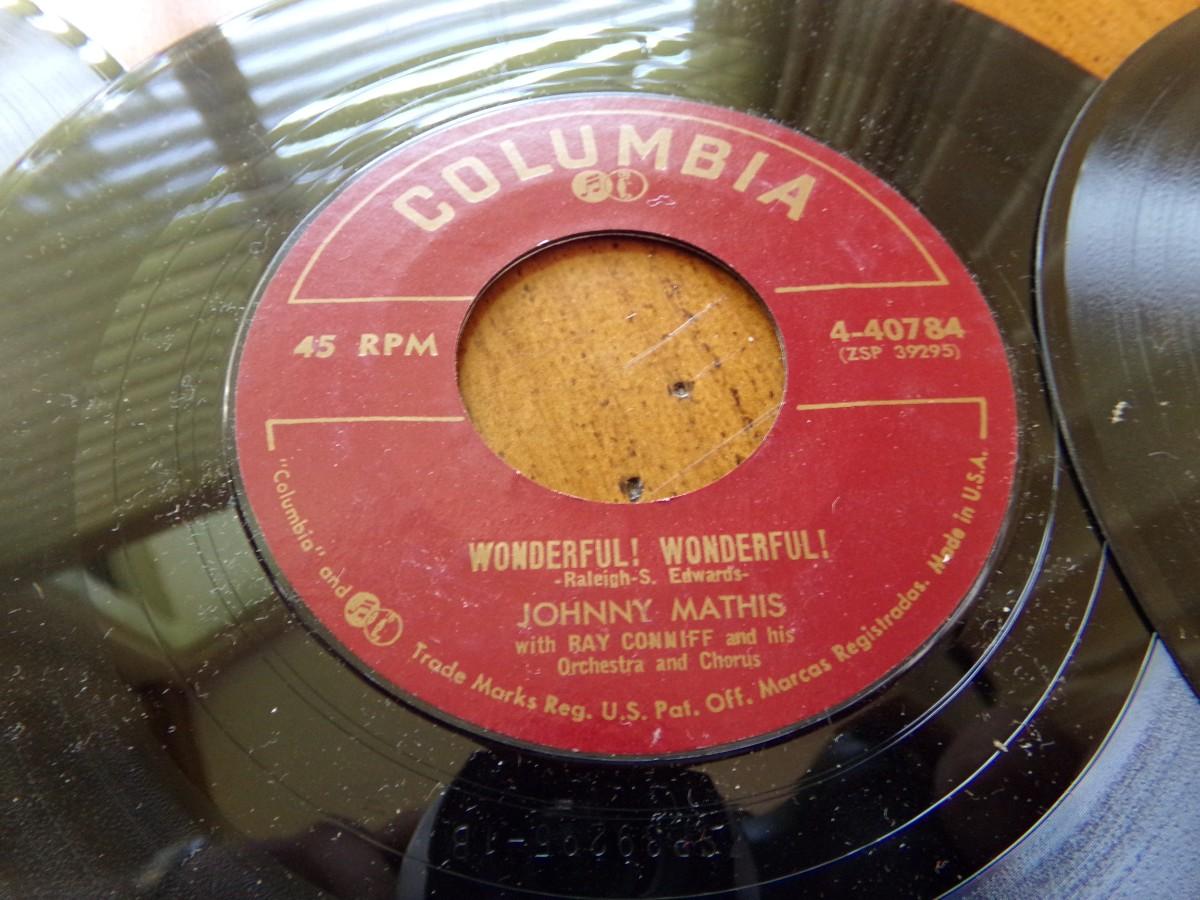 COLUMBIA
45 RPM
4-40784
(ZSP 39295)
WONDERFUL! WONDERFUL!
-Raleigh-S. Edwards-
JOHNNY MATHIS
with RAY CONNIFF and his
Orchestra and Chorus
"Columbia" and Trade Marks Reg. U.S. Pat. Off. Marcas Registradas. Made in U.S.A.